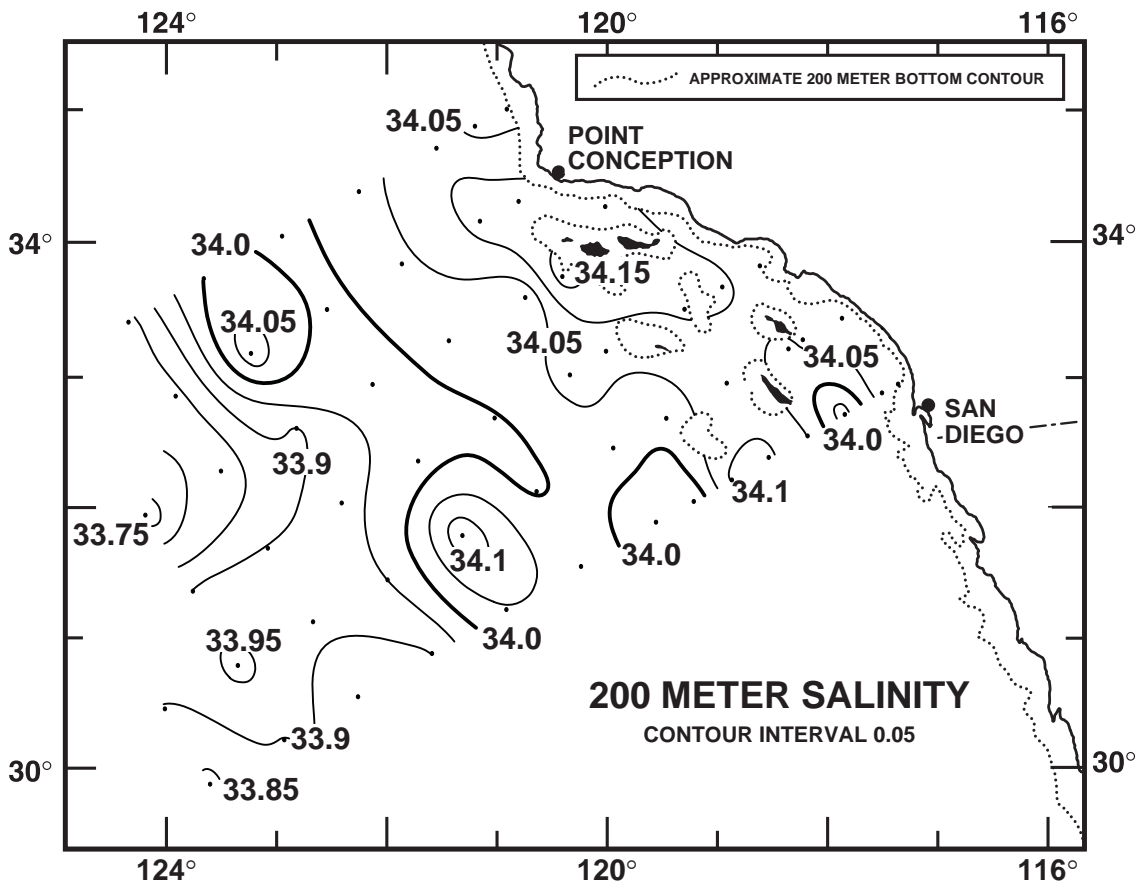 124° 120° 116°
APPROXIMATE 200 METER BOTTOM CONTOUR
34.05
POINT
CONCEPTION
34° 34.0 34°
34.15
34.05
34.05
34.05
SAN
DIEGO
34.0
33.9
34.1
33.75
34.1
34.0
33.95
34.0
200 METER SALINITY
CONTOUR INTERVAL 0.05
33.9
30° 30°
33.85
124° 120° 116°